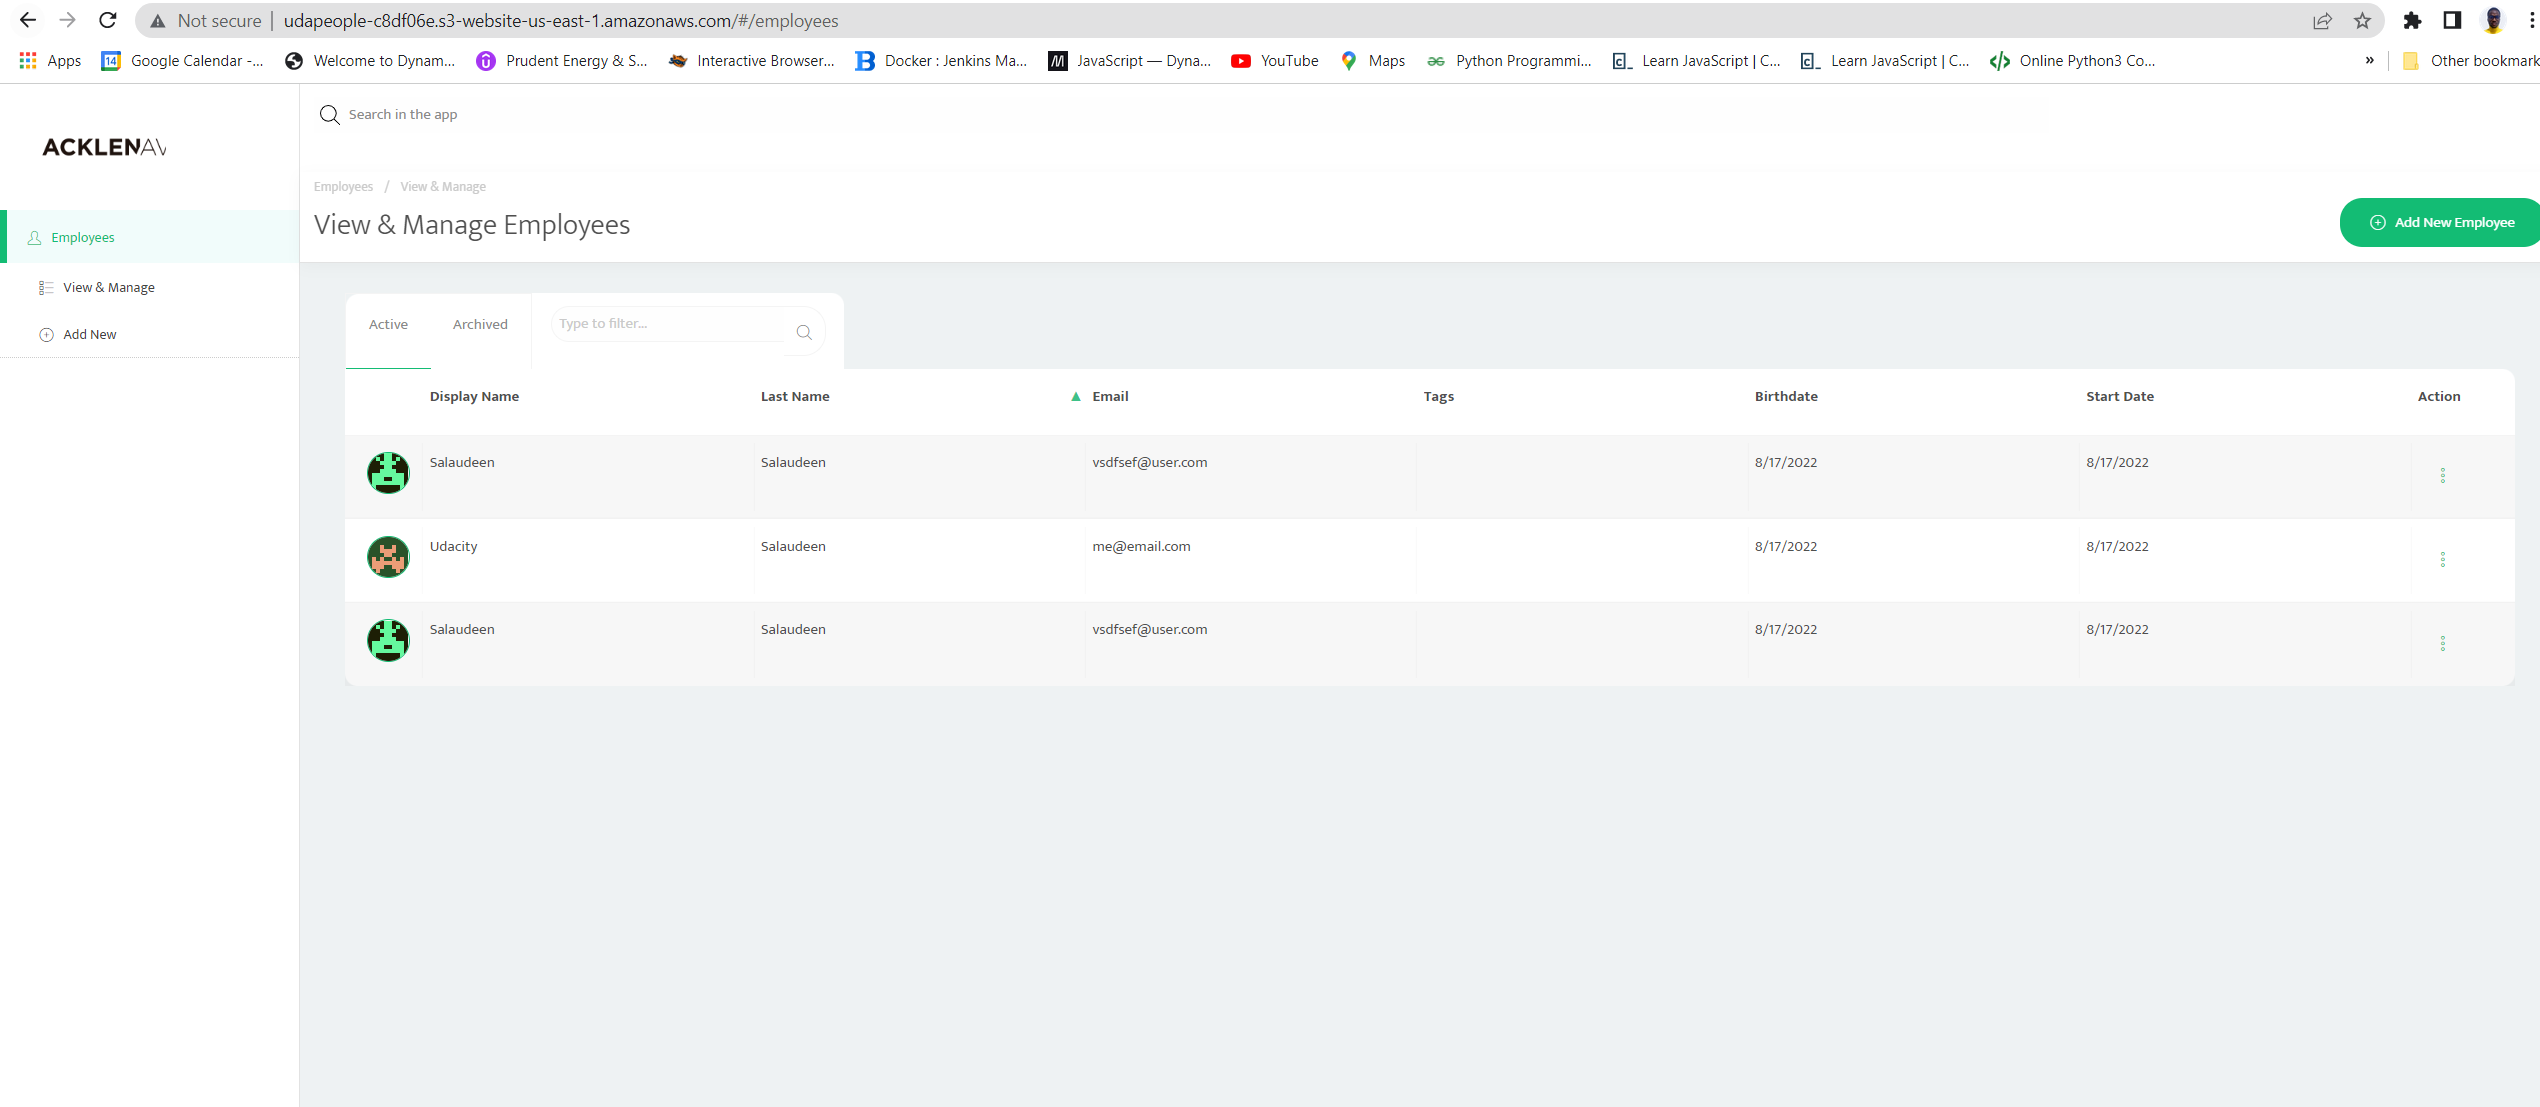 Not secure | udapeople-c8df06e.s3-website-us-east-1.amazonaws.com/#/employees
Apps 14 Google Calendar -... Welcome to Dynam... Prudent Energy & S... Interactive Browser... Docker : Jenkins Ma... JavaScript — Dyna... YouTube Maps Python Programmi... Learn JavaScript | C... Learn JavaScript | C... Online Python3 Co... » Other bookmark
Search in the app
ACKLENAV
Employees / View & Manage
View & Manage Employees
Add New Employee
Employees
View & Manage
Add New
Active Archived Type to filter...
Display Name Last Name ▲ Email Tags Birthdate Start Date Action
Salaudeen Salaudeen vsdfsef@user.com 8/17/2022 8/17/2022
Udacity Salaudeen me@email.com 8/17/2022 8/17/2022
Salaudeen Salaudeen vsdfsef@user.com 8/17/2022 8/17/2022